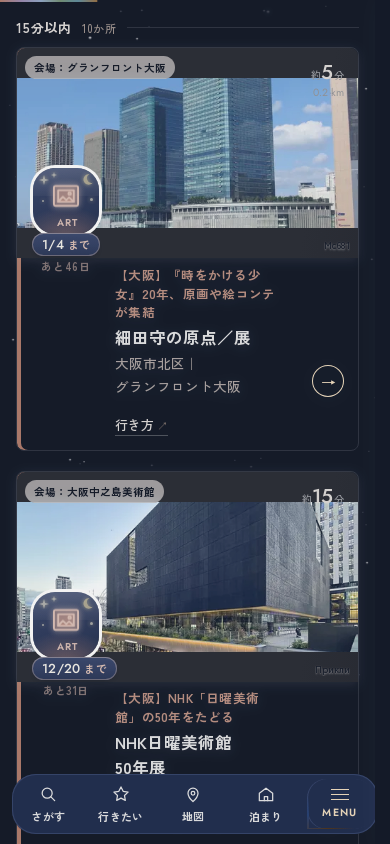 15分以内 10か所
会場：グランフロント大阪
約5分
0.2 km
ART
1/4 まで
あと46日
【大阪】『時をかける少
女』20年、原画や絵コンテ
が集結
細田守の原点／展
大阪市北区｜
グランフロント大阪
→
行き方 ↗
会場：大阪中之島美術館
約15分
ART
12/20 まで
あと31日
【大阪】NHK「日曜美術
館」の50年をたどる
NHK日曜美術館
50年展
さがす
行きたい
地図
泊まり
MENU